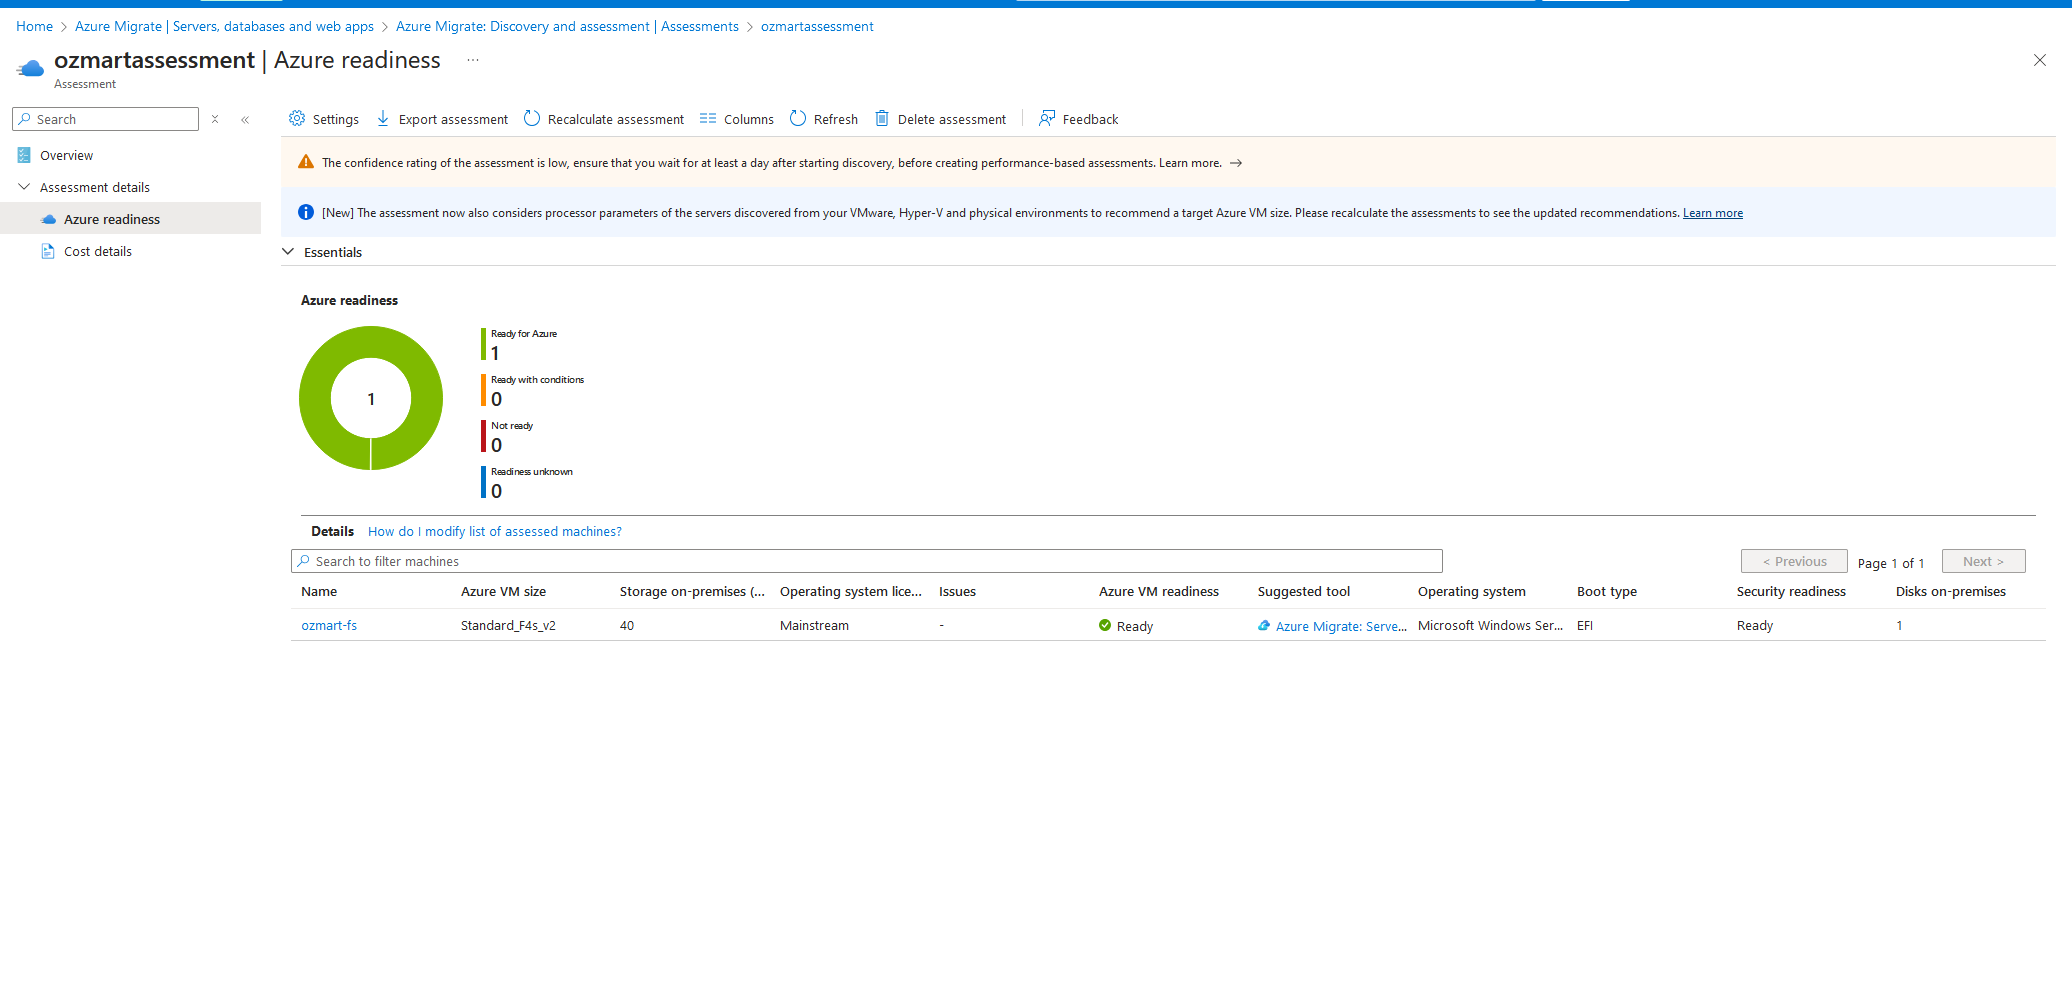 Home > Azure Migrate | Servers, databases and web apps > Azure Migrate: Discovery and assessment | Assessments > ozmartassessment
ozmartassessment | Azure readiness ...
Assessment
Search
Overview
Assessment details
Azure readiness
Cost details
Settings Export assessment Recalculate assessment Columns Refresh Delete assessment Feedback
The confidence rating of the assessment is low, ensure that you wait for at least a day after starting discovery, before creating performance-based assessments. Learn more. →
[New] The assessment now also considers processor parameters of the servers discovered from your VMware, Hyper-V and physical environments to recommend a target Azure VM size. Please recalculate the assessments to see the updated recommendations. Learn more
Essentials
Azure readiness
1
Ready for Azure
1
Ready with conditions
0
Not ready
0
Readiness unknown
0
Details How do I modify list of assessed machines?
Search to filter machines
< Previous Page 1 of 1 Next >
Name Azure VM size Storage on-premises (... Operating system lice... Issues Azure VM readiness Suggested tool Operating system Boot type Security readiness Disks on-premises
ozmart-fs Standard_F4s_v2 40 Mainstream - Ready Azure Migrate: Serve... Microsoft Windows Ser... EFI Ready 1